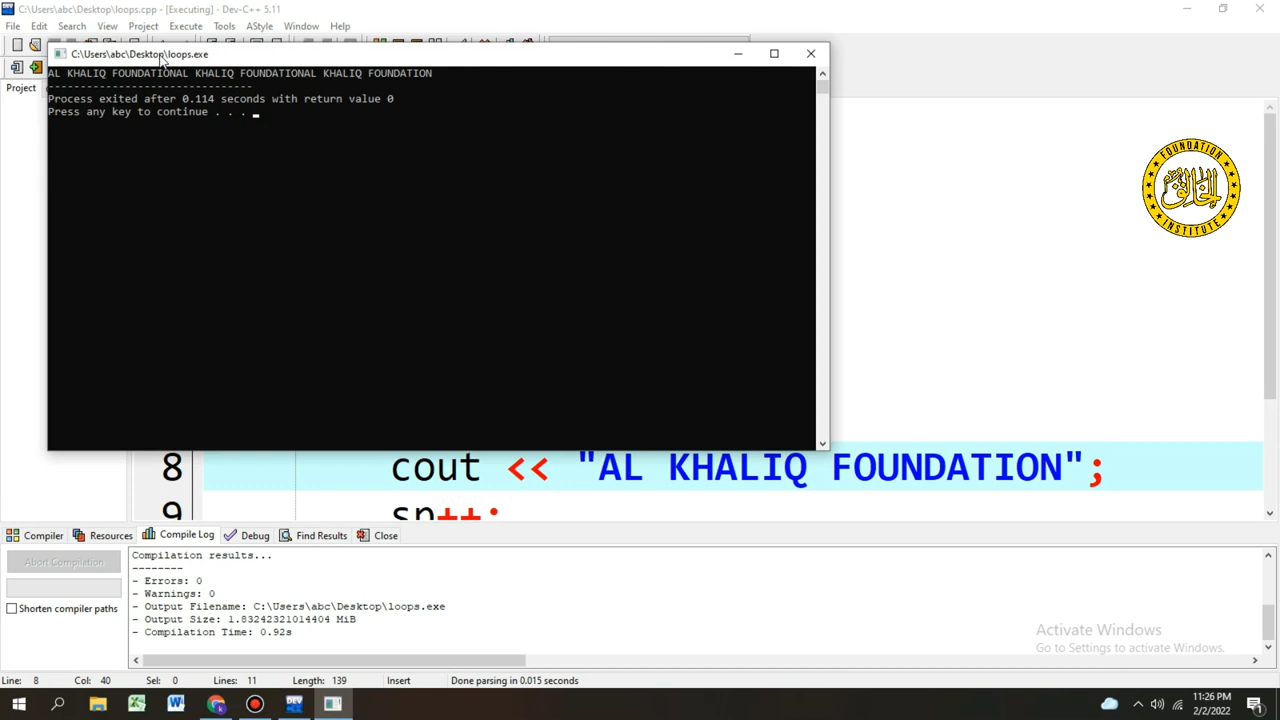 C:\Users\abc\Desktop\loops.cpp - [Executing] - Dev-C++ 5.11
File Edit Search View Project Execute Tools AStyle Window Help
C:\Users\abc\Desktop\loops.exe
AL KHALIQ FOUNDATIONAL KHALIQ FOUNDATIONAL KHALIQ FOUNDATION
--------------------------------
Process exited after 0.114 seconds with return value 0
Press any key to continue . . .
Project
FOUNDATION
الخالق
INSTITUTE
8 cout << "AL KHALIQ FOUNDATION";
9 sp++;
Compiler Resources Compile Log Debug Find Results Close
Abort Compilation
Shorten compiler paths
Compilation results...
--------
- Errors: 0
- Warnings: 0
- Output Filename: C:\Users\abc\Desktop\loops.exe
- Output Size: 1.83242321014404 MiB
- Compilation Time: 0.92s
Activate Windows
Go to Settings to activate Windows.
Line: 8 Col: 40 Sel: 0 Lines: 11 Length: 139 Insert Done parsing in 0.015 seconds
11:26 PM
2/2/2022